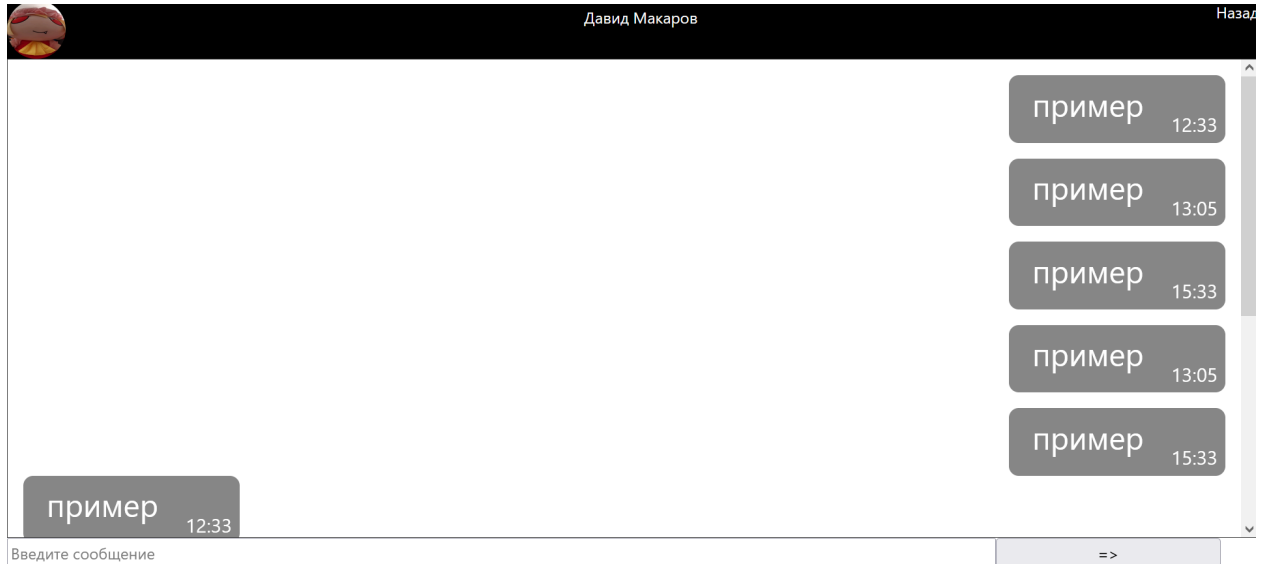 Давид Макаров
Назад
пример
12:33
пример
13:05
пример
15:33
пример
13:05
пример
15:33
пример
12:33
Введите сообщение
=>